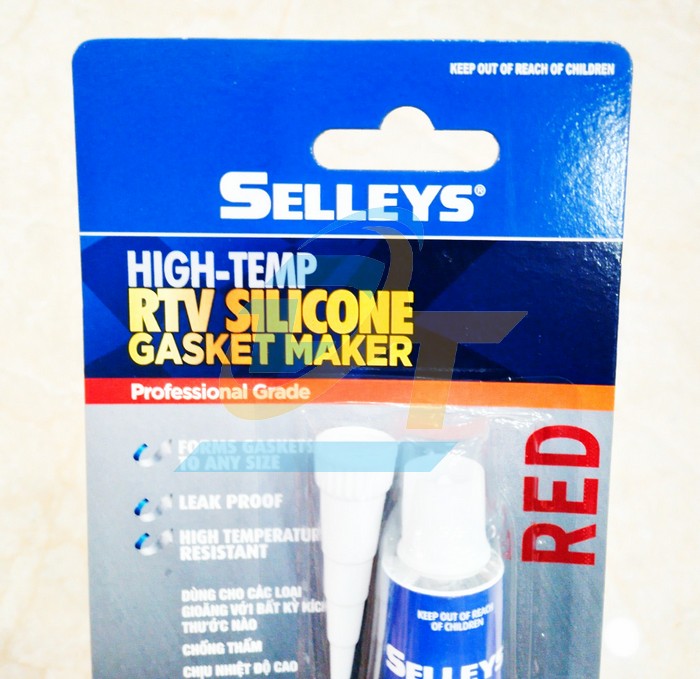 KEEP OUT OF REACH OF CHILDREN
SELLEYS®
HIGH-TEMP
RTV SILICONE
GASKET MAKER
Professional Grade
FORMS GASKETS
TO ANY SIZE
LEAK PROOF
HIGH TEMPERATUR
RESISTANT
RED
DÙNG CHO CÁC LOẠI
GIOĂNG VỚI BẤT KỲ KÍCH
THƯỚC NÀO
CHỐNG THẤM
CHỊU NHIỆT ĐỘ CAO
KEEP OUT OF REACH
OF CHILDREN
SELLEYS